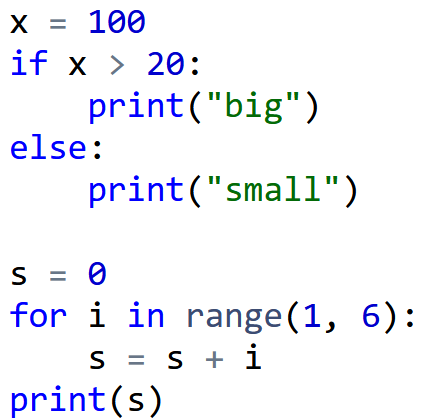 x = 100
if x > 20:
    print("big")
else:
    print("small")

s = 0
for i in range(1, 6):
    s = s + i
print(s)